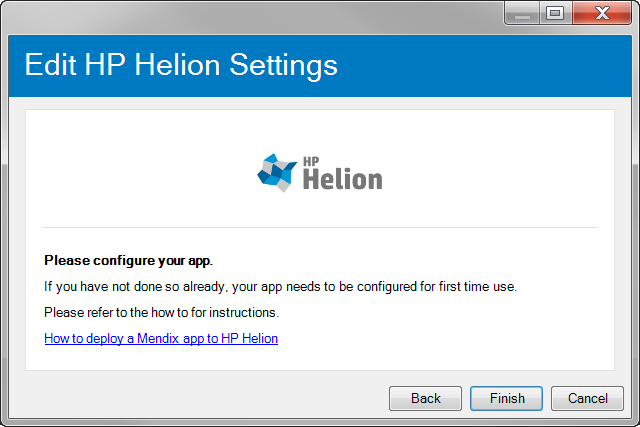 Edit HP Helion Settings
HP
Helion
Please configure your app.
If you have not done so already, your app needs to be configured for first time use.
Please refer to the how to for instructions.
How to deploy a Mendix app to HP Helion
Back Finish Cancel